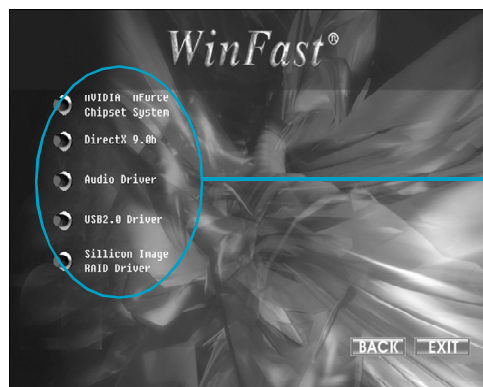 WinFast®
nVIDIA nForce
Chipset System
DirectX 9.0b
Audio Driver
USB2.0 Driver
Sillicon Image
RAID Driver
BACK EXIT